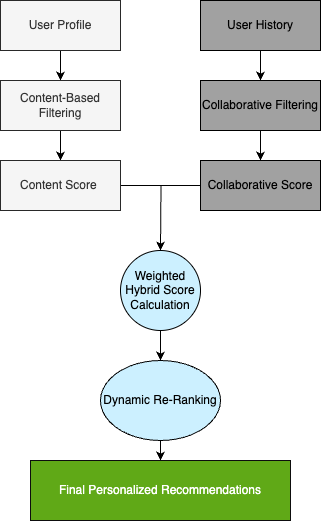 User Profile
User History
Content-Based
Filtering
Collaborative Filtering
Content Score
Collaborative Score
Weighted
Hybrid Score
Calculation
Dynamic Re-Ranking
Final Personalized Recommendations